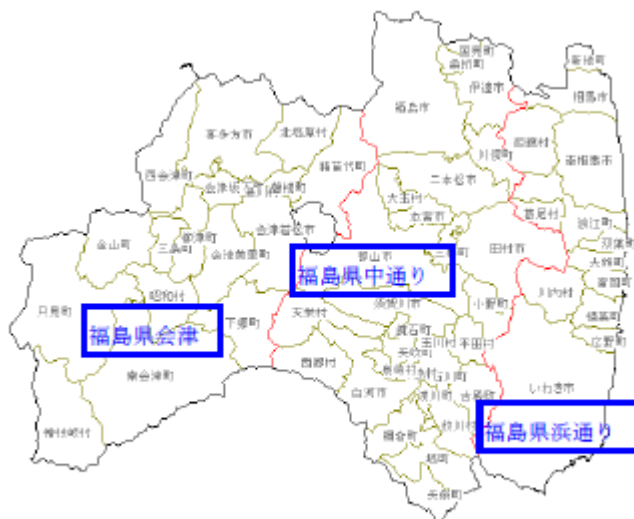 国見町
桑折町
新地町
伊達市
相馬市
福島市
喜多方市
北塩原村
飯舘村
川俣町
南相馬市
猪苗代町
西会津町
二本松市
会津坂下町
磐梯町
大玉村
本宮市
葛尾村
浪江町
会津若松市
双葉町
金山町
三島町
柳津町
会津美里町
郡山市
三春町
田村市
大熊町
福島県中通り
川内村
富岡町
昭和村
小野町
楢葉町
只見町
下郷町
天栄村
須賀川市
広野町
福島県会津
鏡石町
矢吹町
玉川村
平田村
西郷村
石川町
南会津町
白河市
浅川町
古殿町
いわき市
鮫川村
檜枝岐村
棚倉町
福島県浜通り
塙町
矢祭町